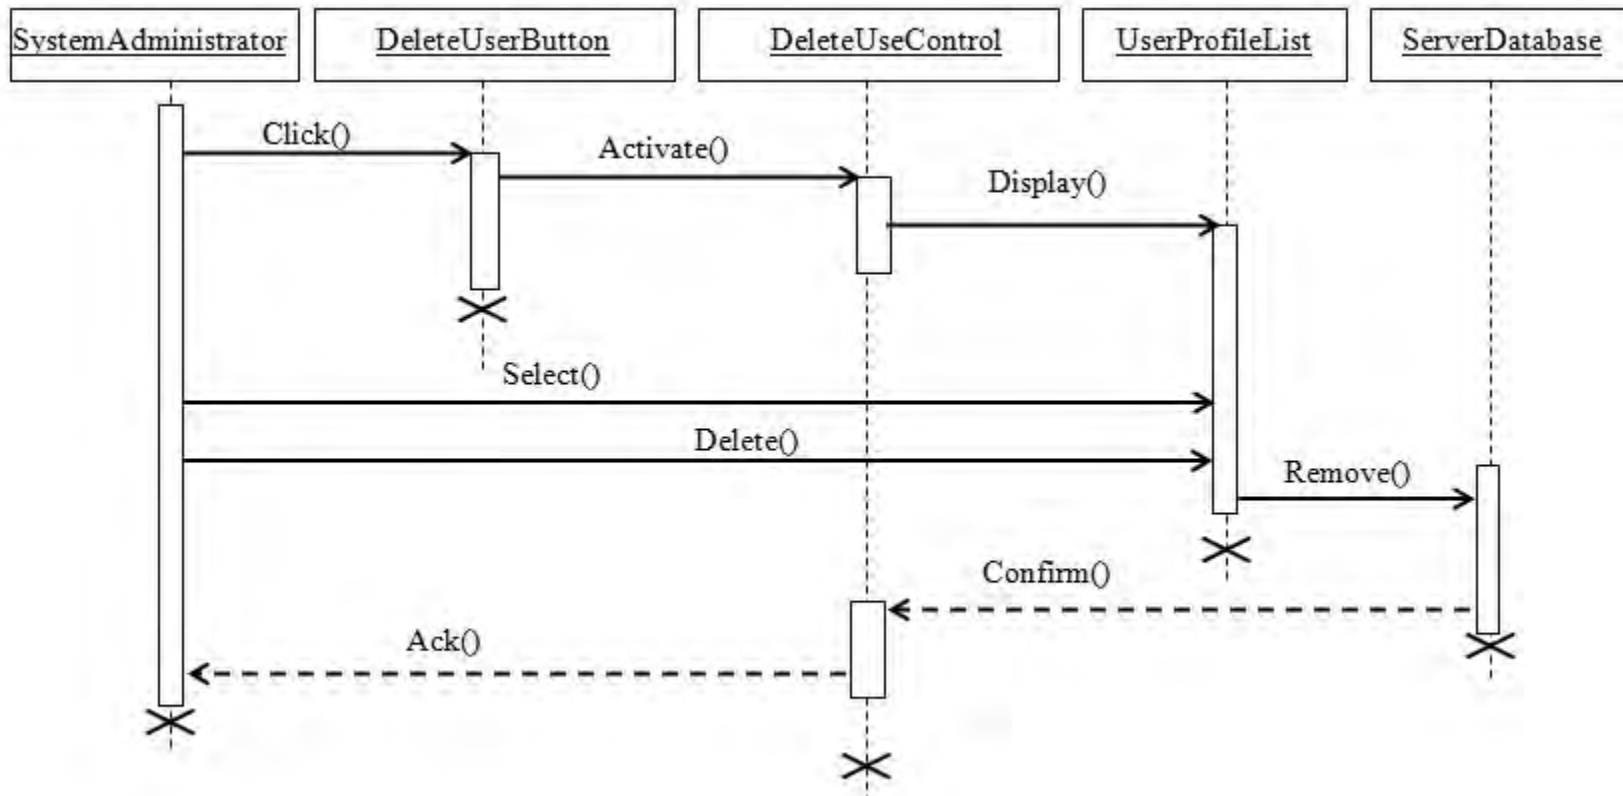 SystemAdministrator
DeleteUserButton
DeleteUseControl
UserProfileList
ServerDatabase
Click()
Activate()
Display()
Select()
Delete()
Remove()
Confirm()
Ack()